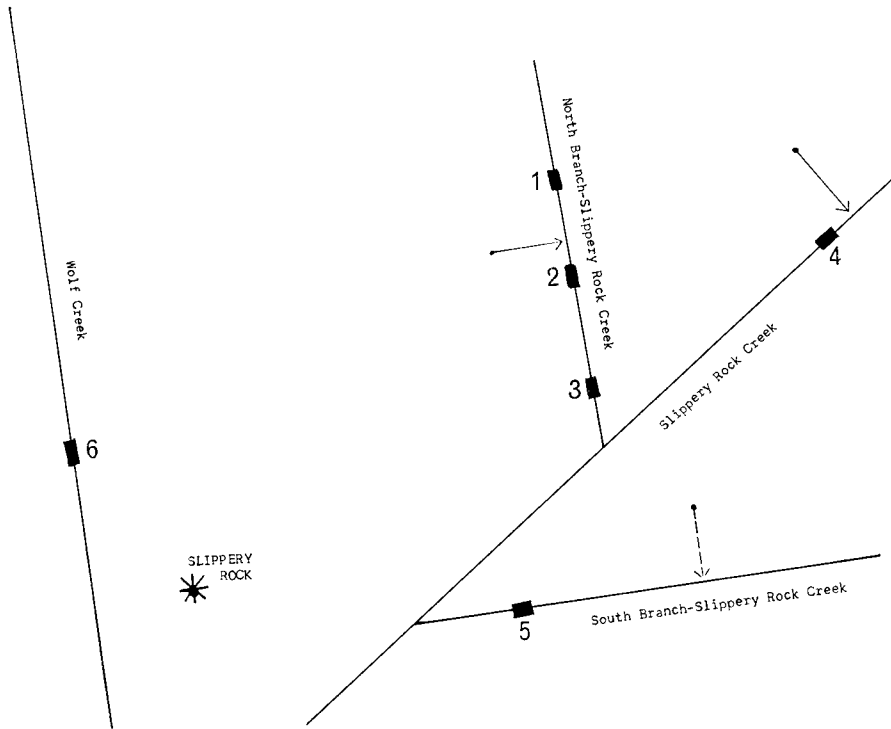 North Branch-Slippery Rock Creek
1
2
4
Wolf Creek
Slippery Rock Creek
3
6
SLIPPERY
ROCK
South Branch-Slippery Rock Creek
5